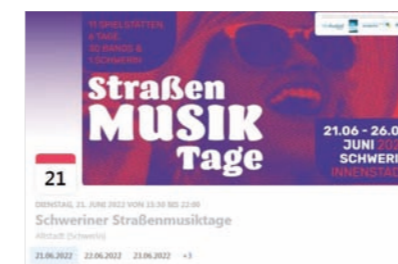 11 SPIELSTÄTTEN,
6 TAGE,
30 BANDS &
1 SCHWERIN
Straßen
MUSIK
Tage
21.06 - 26.0
JUNI 202
SCHWERI
INNENSTAD
21
DIENSTAG, 21. JUNI 2022 VON 15:30 BIS 22:00
Schweriner Straßenmusiktage
Altstadt (Schwerin)
21.06.2022 22.06.2022 23.06.2022 +3